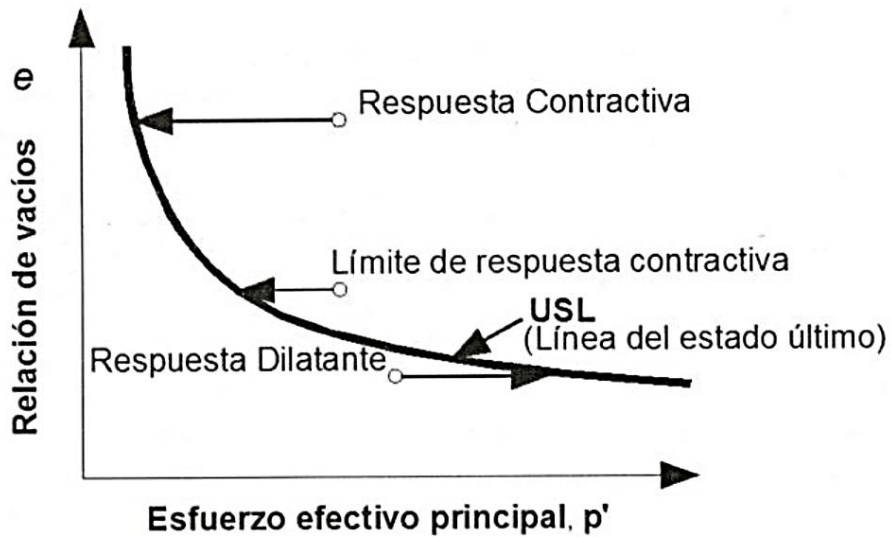 Relación de vacíos e
Respuesta Contractiva
Límite de respuesta contractiva
USL
(Línea del estado último)
Respuesta Dilatante
Esfuerzo efectivo principal, p'